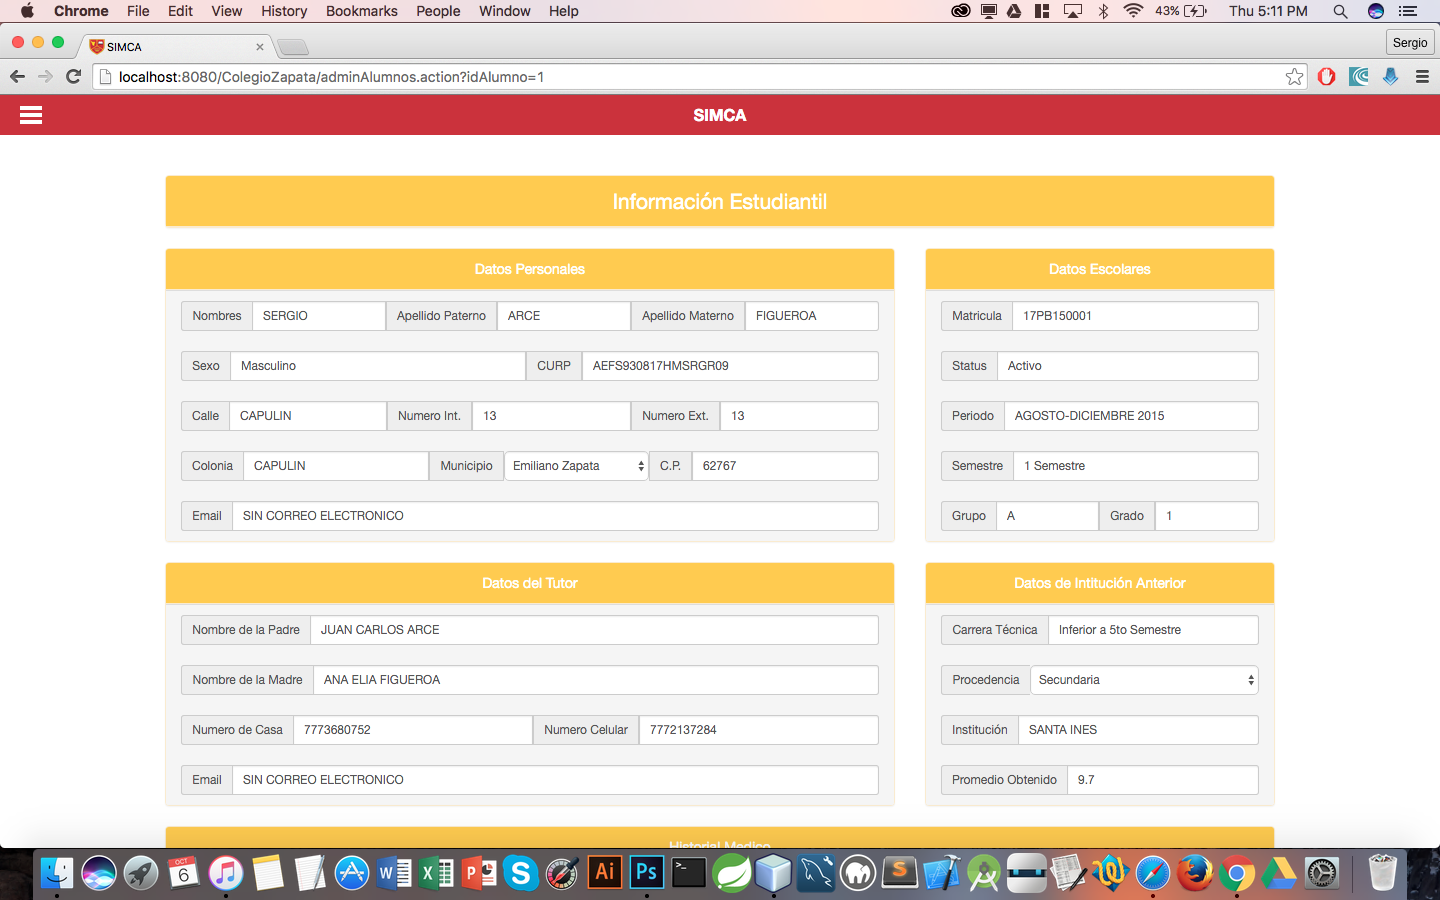 Chrome File Edit View History Bookmarks People Window Help 43% Thu 5:11 PM
SIMCA Sergio
localhost:8080/ColegioZapata/adminAlumnos.action?idAlumno=1
SIMCA
Información Estudiantil
Datos Personales
Nombres SERGIO Apellido Paterno ARCE Apellido Materno FIGUEROA
Sexo Masculino CURP AEFS930817HMSRGR09
Calle CAPULIN Numero Int. 13 Numero Ext. 13
Colonia CAPULIN Municipio Emiliano Zapata C.P. 62767
Email SIN CORREO ELECTRONICO
Datos Escolares
Matricula 17PB150001
Status Activo
Periodo AGOSTO-DICIEMBRE 2015
Semestre 1 Semestre
Grupo A Grado 1
Datos del Tutor
Nombre de la Padre JUAN CARLOS ARCE
Nombre de la Madre ANA ELIA FIGUEROA
Numero de Casa 7773680752 Numero Celular 7772137284
Email SIN CORREO ELECTRONICO
Datos de Intitución Anterior
Carrera Técnica Inferior a 5to Semestre
Procedencia Secundaria
Institución SANTA INES
Promedio Obtenido 9.7
Historial Medico
OCT
6 W X P S Ai Ps S